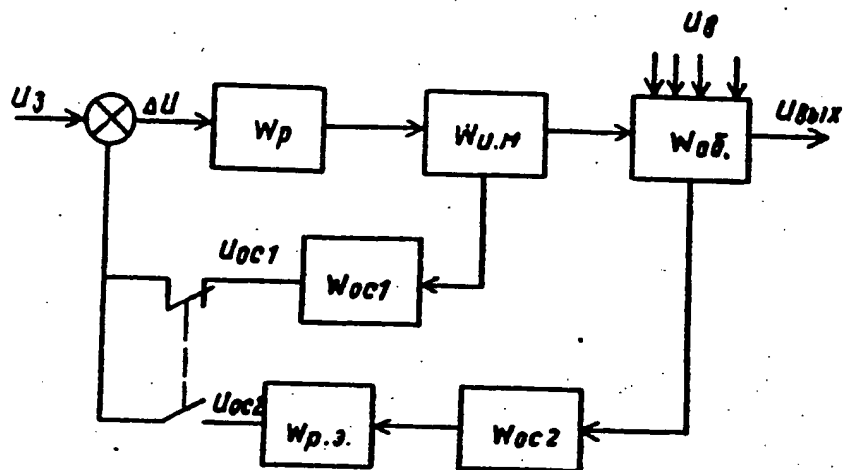 Uв
Uз
ΔU
Wр
Wи.м
Wоб.
Uвых
Uос1
Wос1
Uос2
Wр.э.
Wос2